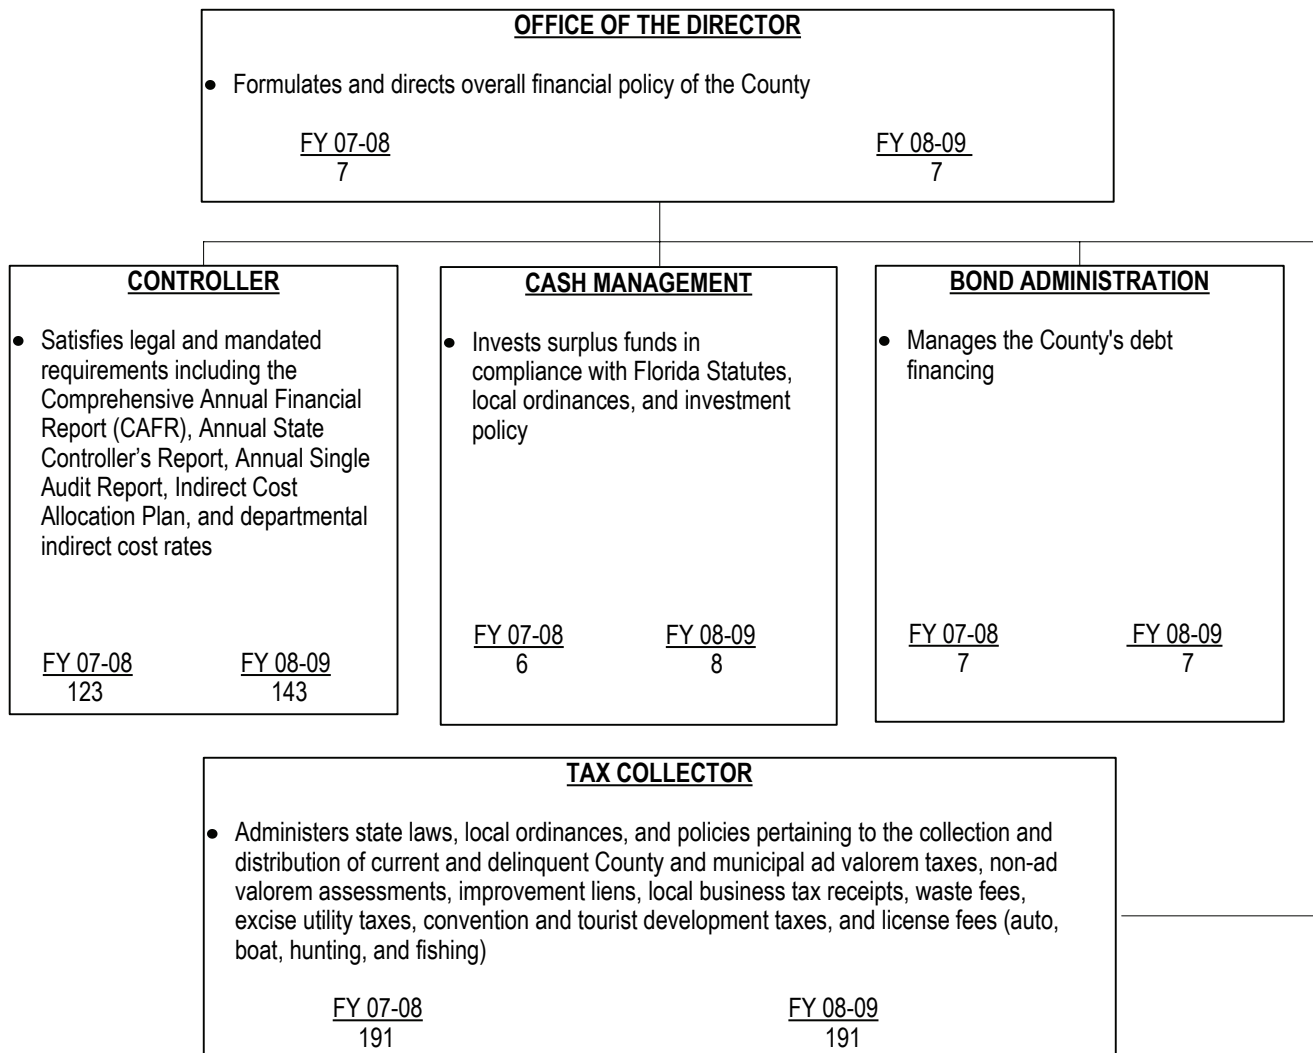 OFFICE OF THE DIRECTOR
• Formulates and directs overall financial policy of the County
FY 07-08 FY 08-09
7 7
CONTROLLER
• Satisfies legal and mandated
requirements including the
Comprehensive Annual Financial
Report (CAFR), Annual State
Controller’s Report, Annual Single
Audit Report, Indirect Cost
Allocation Plan, and departmental
indirect cost rates
FY 07-08 FY 08-09
123 143
CASH MANAGEMENT
• Invests surplus funds in
compliance with Florida Statutes,
local ordinances, and investment
policy
FY 07-08 FY 08-09
6 8
BOND ADMINISTRATION
• Manages the County's debt
financing
FY 07-08 FY 08-09
7 7
TAX COLLECTOR
• Administers state laws, local ordinances, and policies pertaining to the collection and
distribution of current and delinquent County and municipal ad valorem taxes, non-ad
valorem assessments, improvement liens, local business tax receipts, waste fees,
excise utility taxes, convention and tourist development taxes, and license fees (auto,
boat, hunting, and fishing)
FY 07-08 FY 08-09
191 191